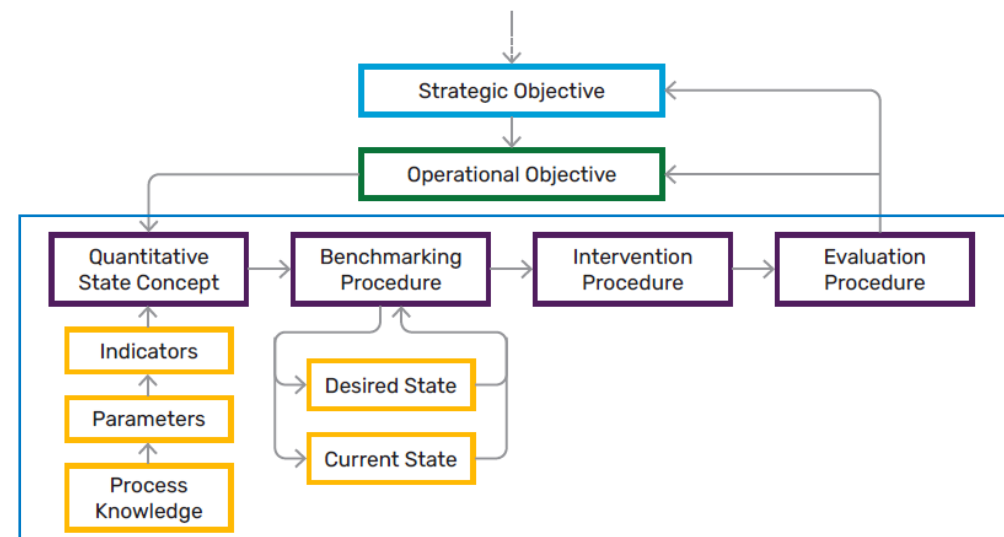 Strategic Objective
Operational Objective
Quantitative
State Concept
Benchmarking
Procedure
Intervention
Procedure
Evaluation
Procedure
Indicators
Parameters
Process
Knowledge
Desired State
Current State